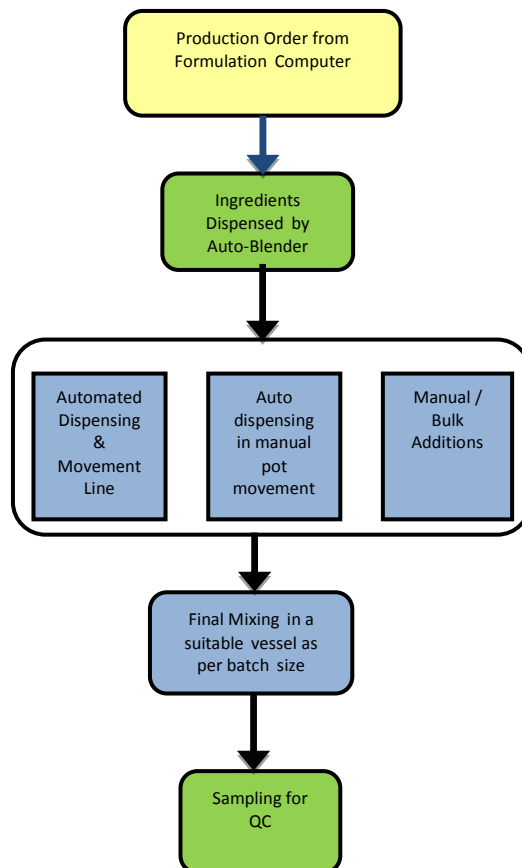 Production Order from
Formulation Computer
Ingredients
Dispensed by
Auto-Blender
Automated
Dispensing
&
Movement
Line
Auto
dispensing
in manual
pot
movement
Manual /
Bulk
Additions
Final Mixing in a
suitable vessel as
per batch size
Sampling for
QC